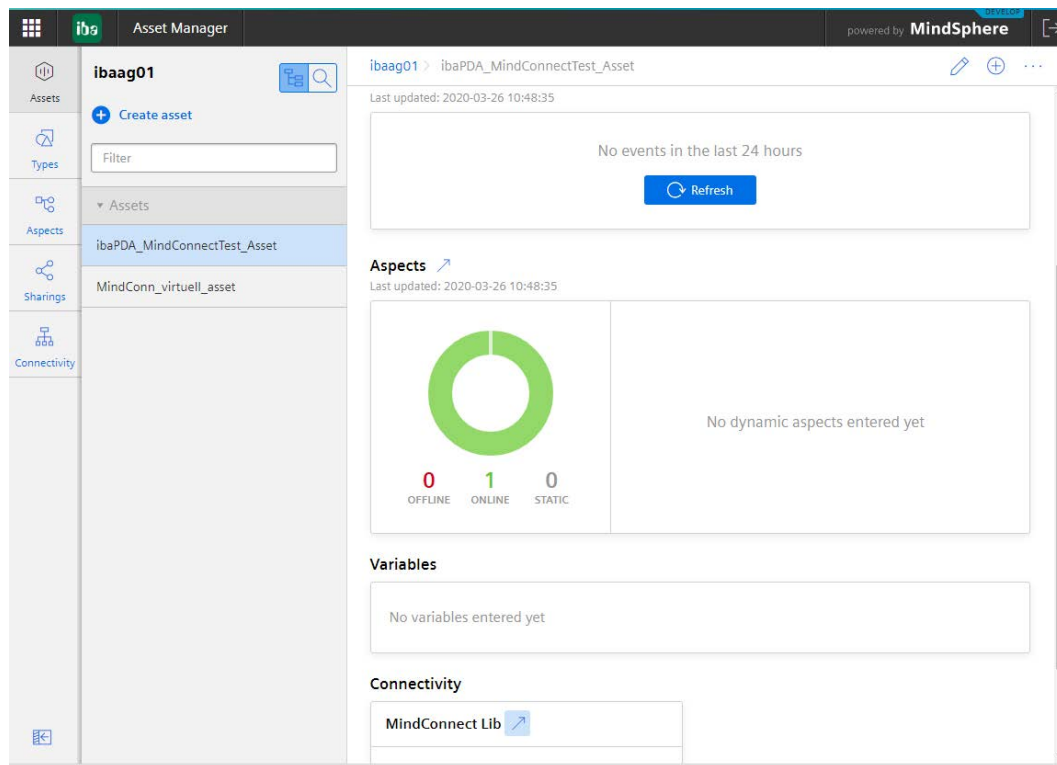 DEVELOP
iba
Asset Manager
powered by MindSphere
Assets
Types
Aspects
Sharings
Connectivity
ibaag01
Create asset
Filter
Assets
ibaPDA_MindConnectTest_Asset
MindConn_virtuell_asset
ibaag01 > ibaPDA_MindConnectTest_Asset
Last updated: 2020-03-26 10:48:35
No events in the last 24 hours
Refresh
Aspects
Last updated: 2020-03-26 10:48:35
0 1 0
OFFLINE ONLINE STATIC
No dynamic aspects entered yet
Variables
No variables entered yet
Connectivity
MindConnect Lib